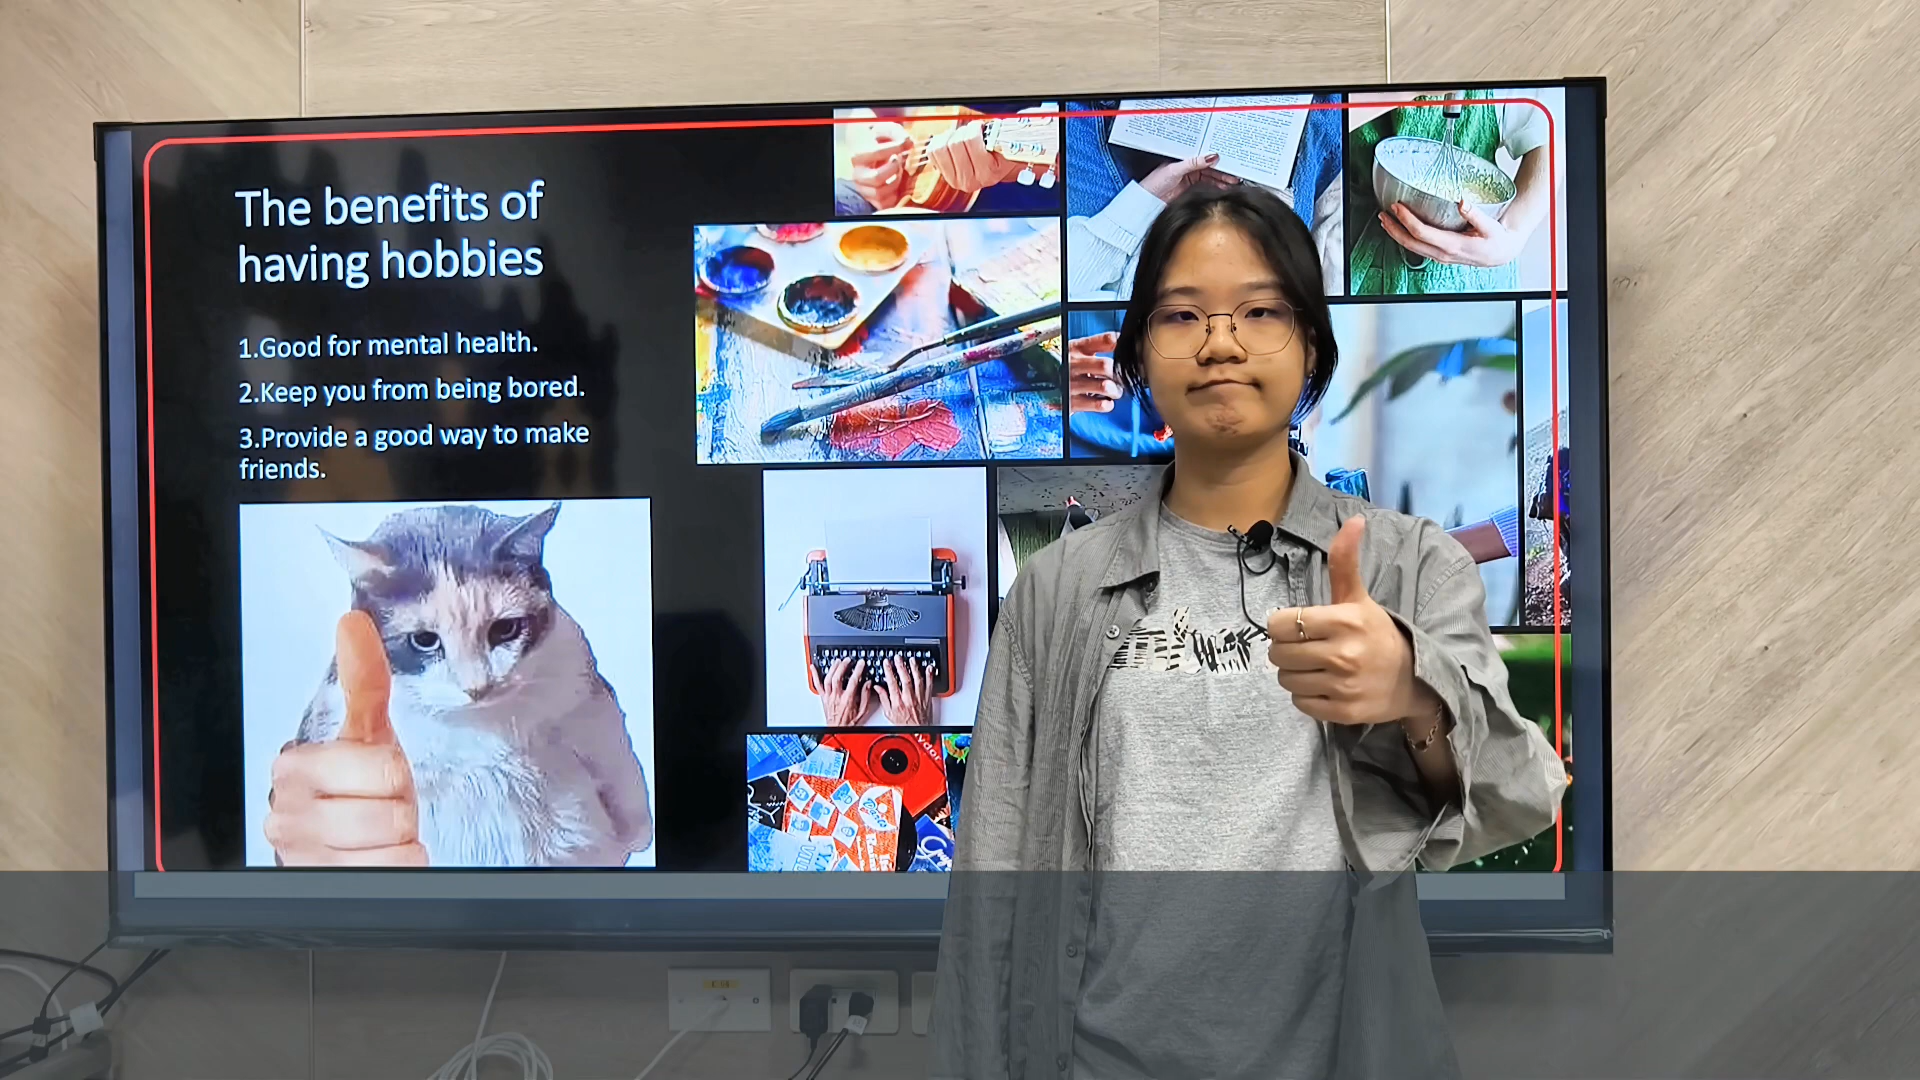 The benefits of
having hobbies
1.Good for mental health.
2.Keep you from being bored.
3.Provide a good way to make
friends.